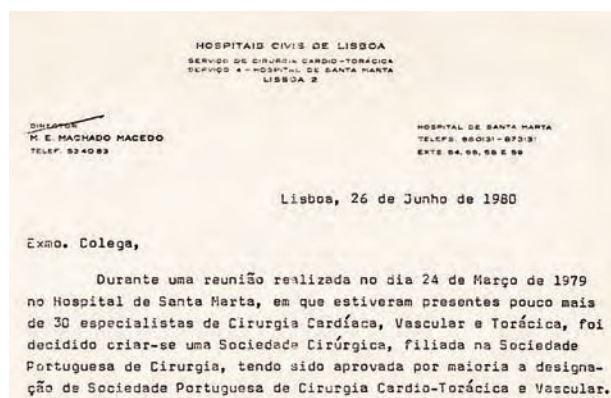 HOSPITAIS CIVIS DE LISBOA
SERVIÇO DE CIRURGIA CARDIO-TORÁCICA
SERVIÇO 4 - HOSPITAL DE SANTA MARTA
LISBOA 2
DIRECTOR
M. E. MACHADO MACEDO
TELEF. 534083
HOSPITAL DE SANTA MARTA
TELEFS. 860131 - 873131
EXTS. 54, 55, 56 E 59
Lisboa, 26 de Junho de 1980
Exmo. Colega,
Durante uma reunião realizada no dia 24 de Março de 1979
no Hospital de Santa Marta, em que estiveram presentes pouco mais
de 30 especialistas de Cirurgia Cardíaca, Vascular e Torácica, foi
decidido criar-se uma Sociedade Cirúrgica, filiada na Sociedade
Portuguesa de Cirurgia, tendo sido aprovada por maioria a designa-
ção de Sociedade Portuguesa de Cirurgia Cardio-Torácica e Vascular.